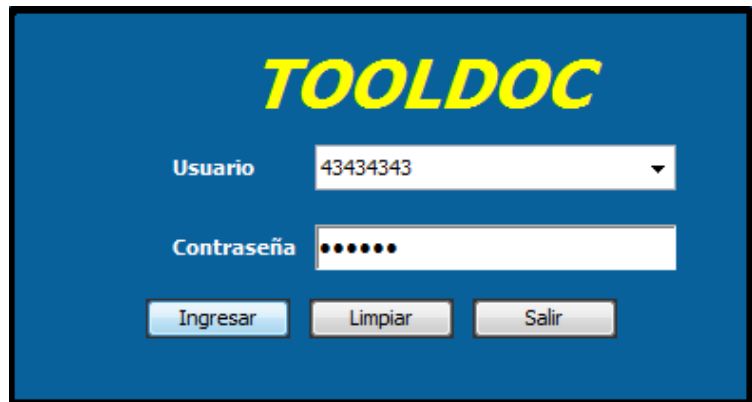 TOOLDOC
Usuario 43434343
Contraseña ••••••
Ingresar Limpiar Salir